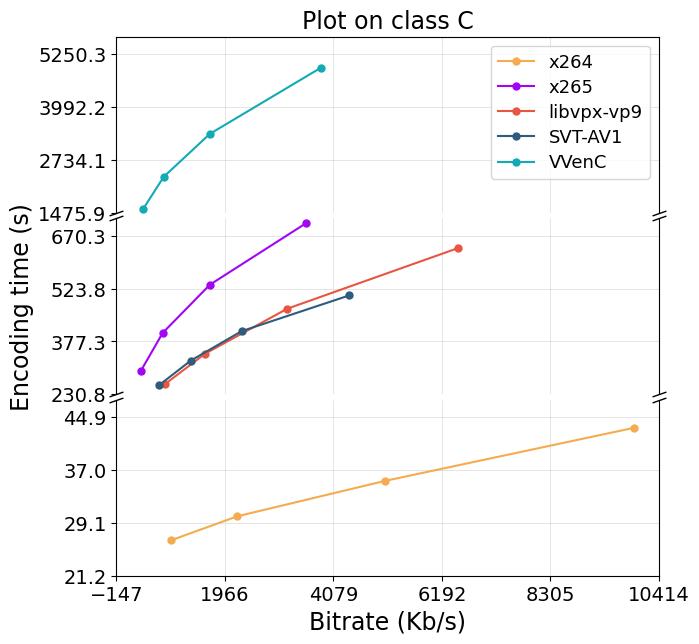 Plot on class C
5250.3
3992.2
2734.1
1475.9
670.3
523.8
377.3
230.8
44.9
37.0
29.1
21.2
Encoding time (s)
x264
x265
libvpx-vp9
SVT-AV1
VVenC
−147 1966 4079 6192 8305 10414
Bitrate (Kb/s)